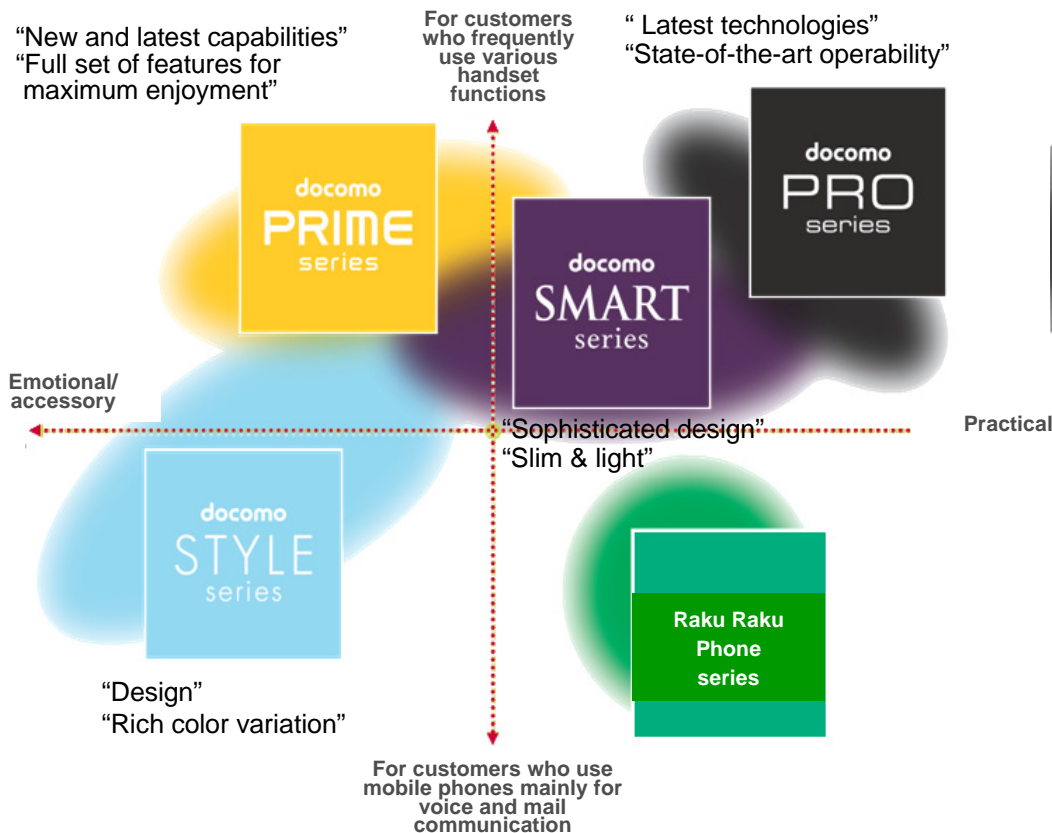 For customers
who frequently
use various
handset
functions
“New and latest capabilities”
“Full set of features for
maximum enjoyment”
“ Latest technologies”
“State-of-the-art operability”
docomo
PRIME
series
docomo
SMART
series
docomo
PRO
series
Emotional/
accessory
Practical
“Sophisticated design”
“Slim & light”
docomo
STYLE
series
Raku Raku
Phone
series
“Design”
“Rich color variation”
For customers who use
mobile phones mainly for
voice and mail
communication